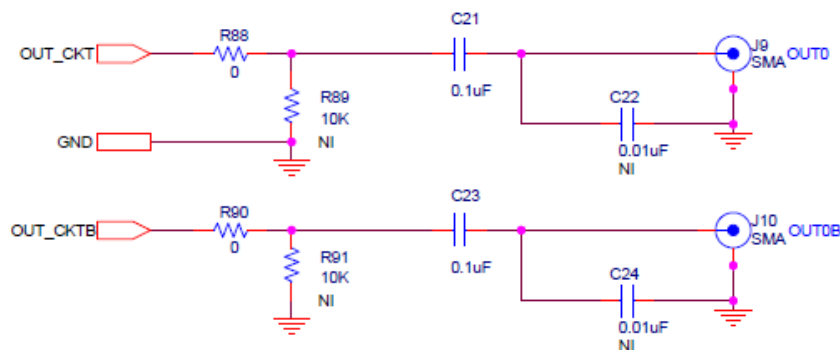 R88
C21
OUT_CKT
0
J9
SMA
OUT0
R89
10K
NI
0.1uF
C22
0.01uF
NI
GND
R90
C23
OUT_CKTB
0
J10
SMA
OUT0B
R91
10K
NI
0.1uF
C24
0.01uF
NI